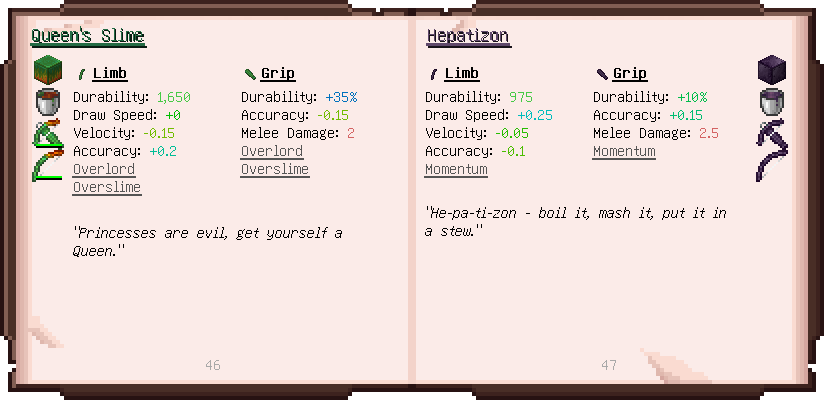 Queen's Slime
Limb
Durability: 1,650
Draw Speed: +0
Velocity: -0.15
Accuracy: +0.2
Overlord
Overslime
Grip
Durability: +35%
Accuracy: -0.15
Melee Damage: 2
Overlord
Overslime
"Princesses are evil, get yourself a
Queen."
46
Hepatizon
Limb
Durability: 975
Draw Speed: +0.25
Velocity: -0.05
Accuracy: -0.1
Momentum
Grip
Durability: +10%
Accuracy: +0.15
Melee Damage: 2.5
Momentum
"He-pa-ti-zon - boil it, mash it, put it in
a stew."
47